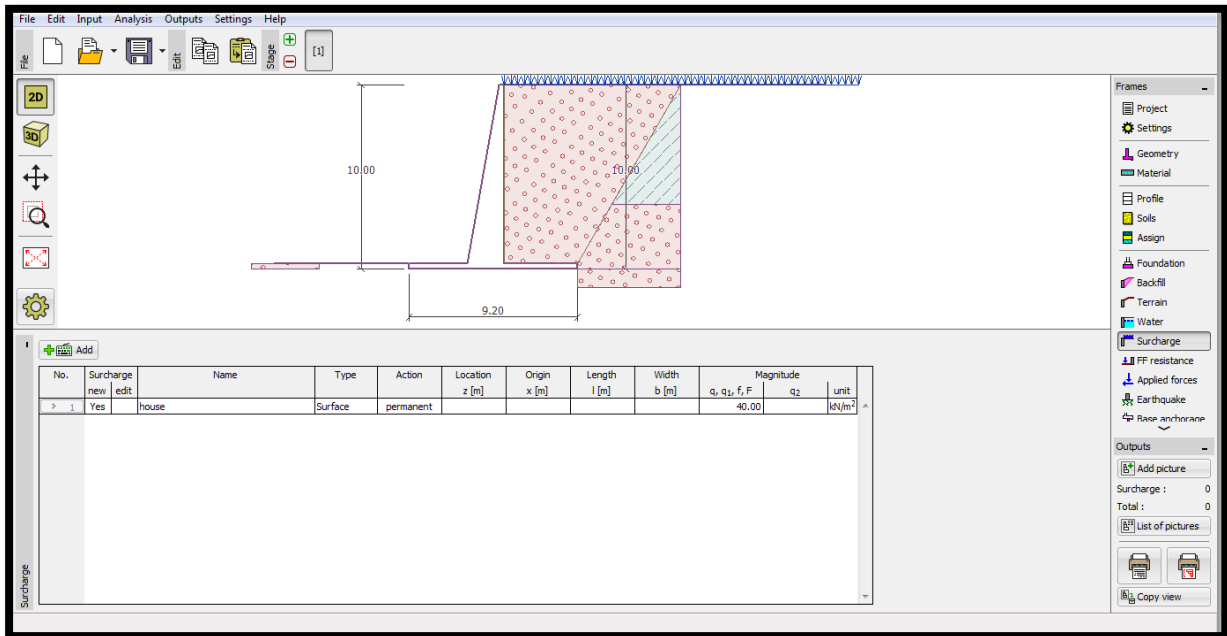 File Edit Input Analysis Outputs Settings Help
File
Edit
Stage
[1]
2D
3D
10.00
10.00
9.20
Frames
Project
Settings
Geometry
Material
Profile
Soils
Assign
Foundation
Backfill
Terrain
Water
Surcharge
FF resistance
Applied forces
Earthquake
Base anchorage
Add
No. Surcharge Name Type Action Location Origin Length Width Magnitude
new edit z [m] x [m] l [m] b [m] q, q1, f, F q2 unit
1 Yes house Surface permanent 40.00 kN/m²
Surcharge
Outputs
Add picture
Surcharge : 0
Total : 0
List of pictures
Copy view